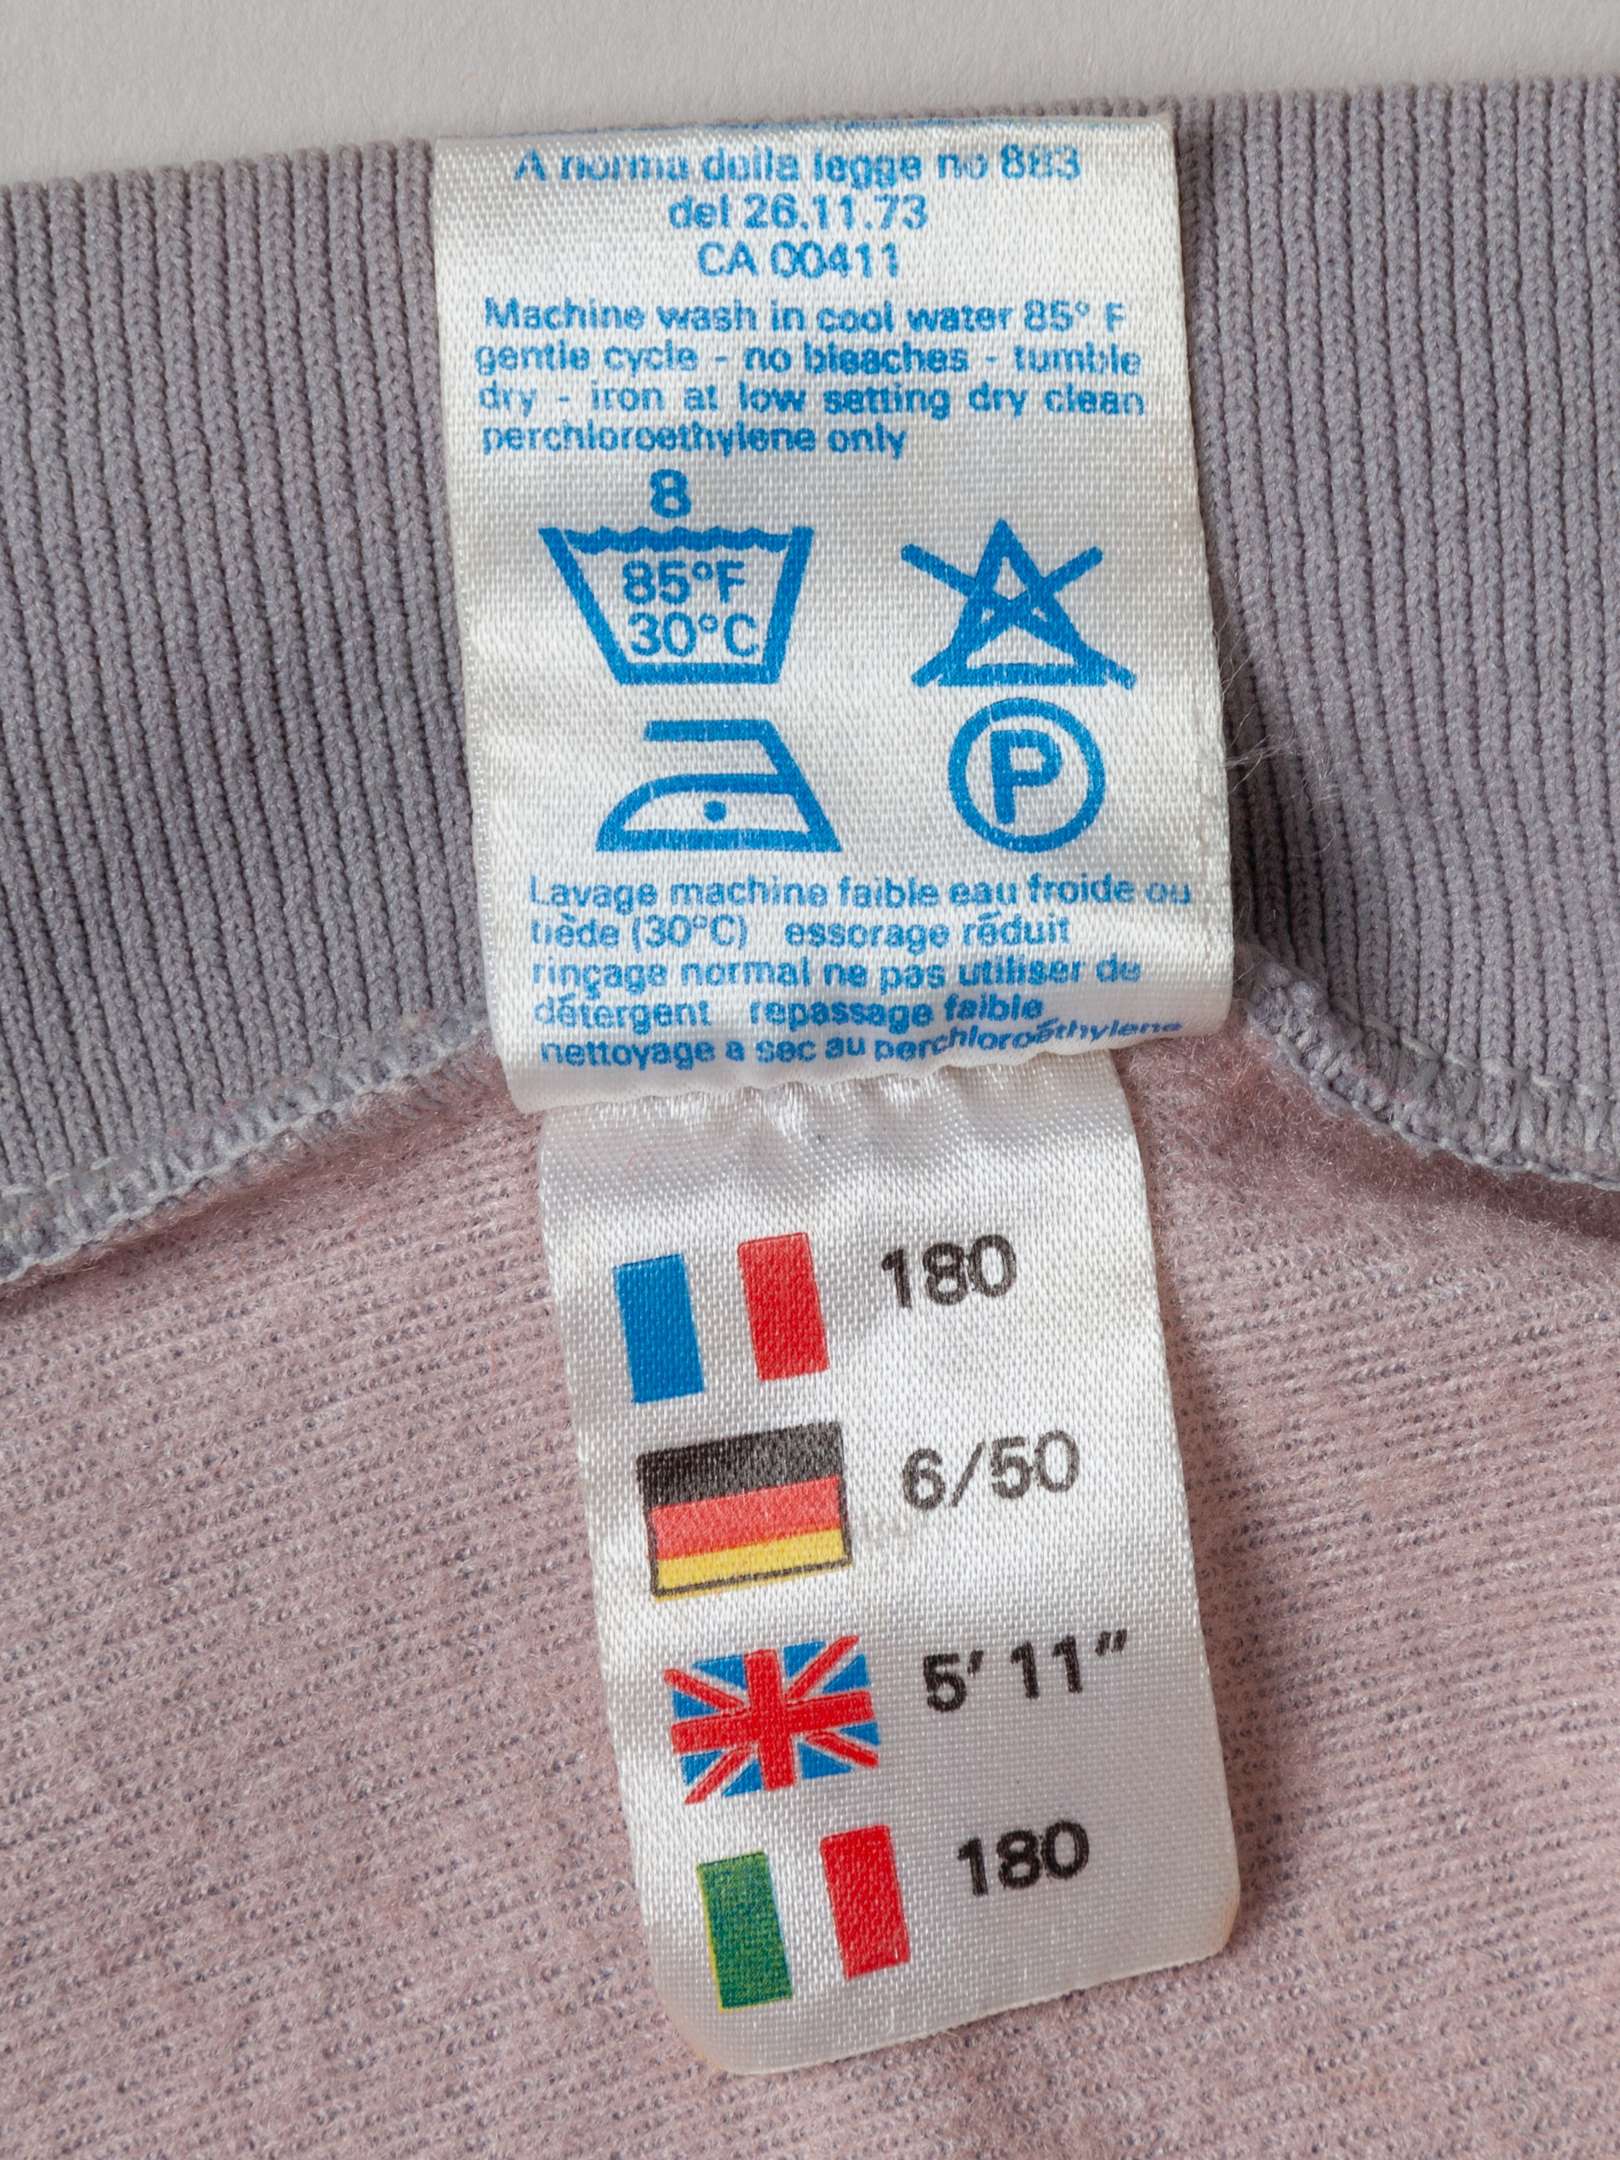 A norma della legge no 883
del 26.11.73
CA 00411
Machine wash in cool water 85° F
gentle cycle - no bleaches - tumble
dry - iron at low setting dry clean
perchloroethylene only
8
85°F
30°C
P
Lavage machine faible eau froide ou
tiède (30°C) essorage réduit
rinçage normal ne pas utiliser de
détergent repassage faible
nettoyage a sec au perchloroéthylene
180
6/50
5' 11"
180